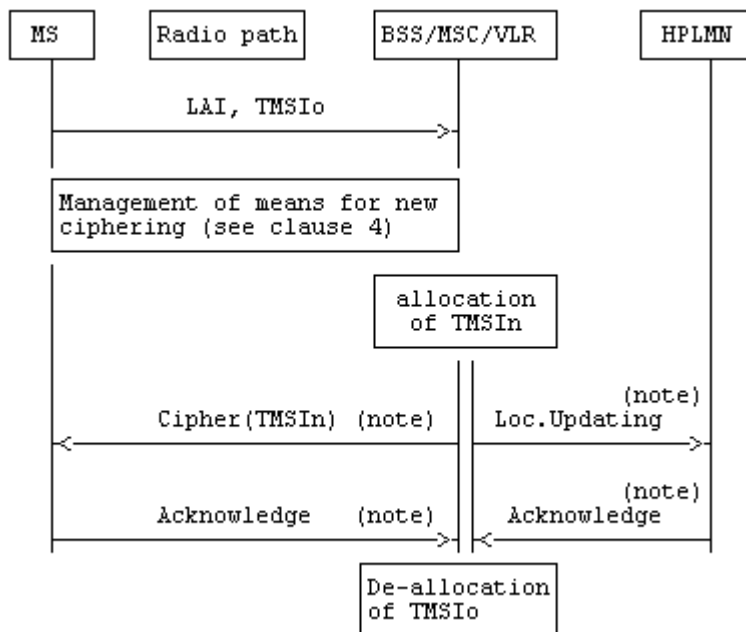 MS
Radio path
BSS/MSC/VLR
HPLMN
LAI, TMSIo
Management of means for new
ciphering (see clause 4)
allocation
of TMSIn
(note)
Cipher(TMSIn) (note)
Loc.Updating
(note)
Acknowledge (note)
Acknowledge
De-allocation
of TMSIo